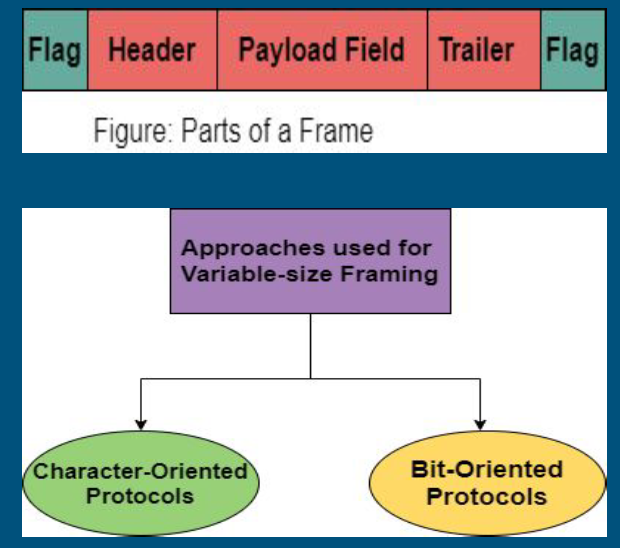 Flag Header Payload Field Trailer Flag
Figure: Parts of a Frame
Approaches used for
Variable-size Framing
Character-Oriented
Protocols
Bit-Oriented
Protocols